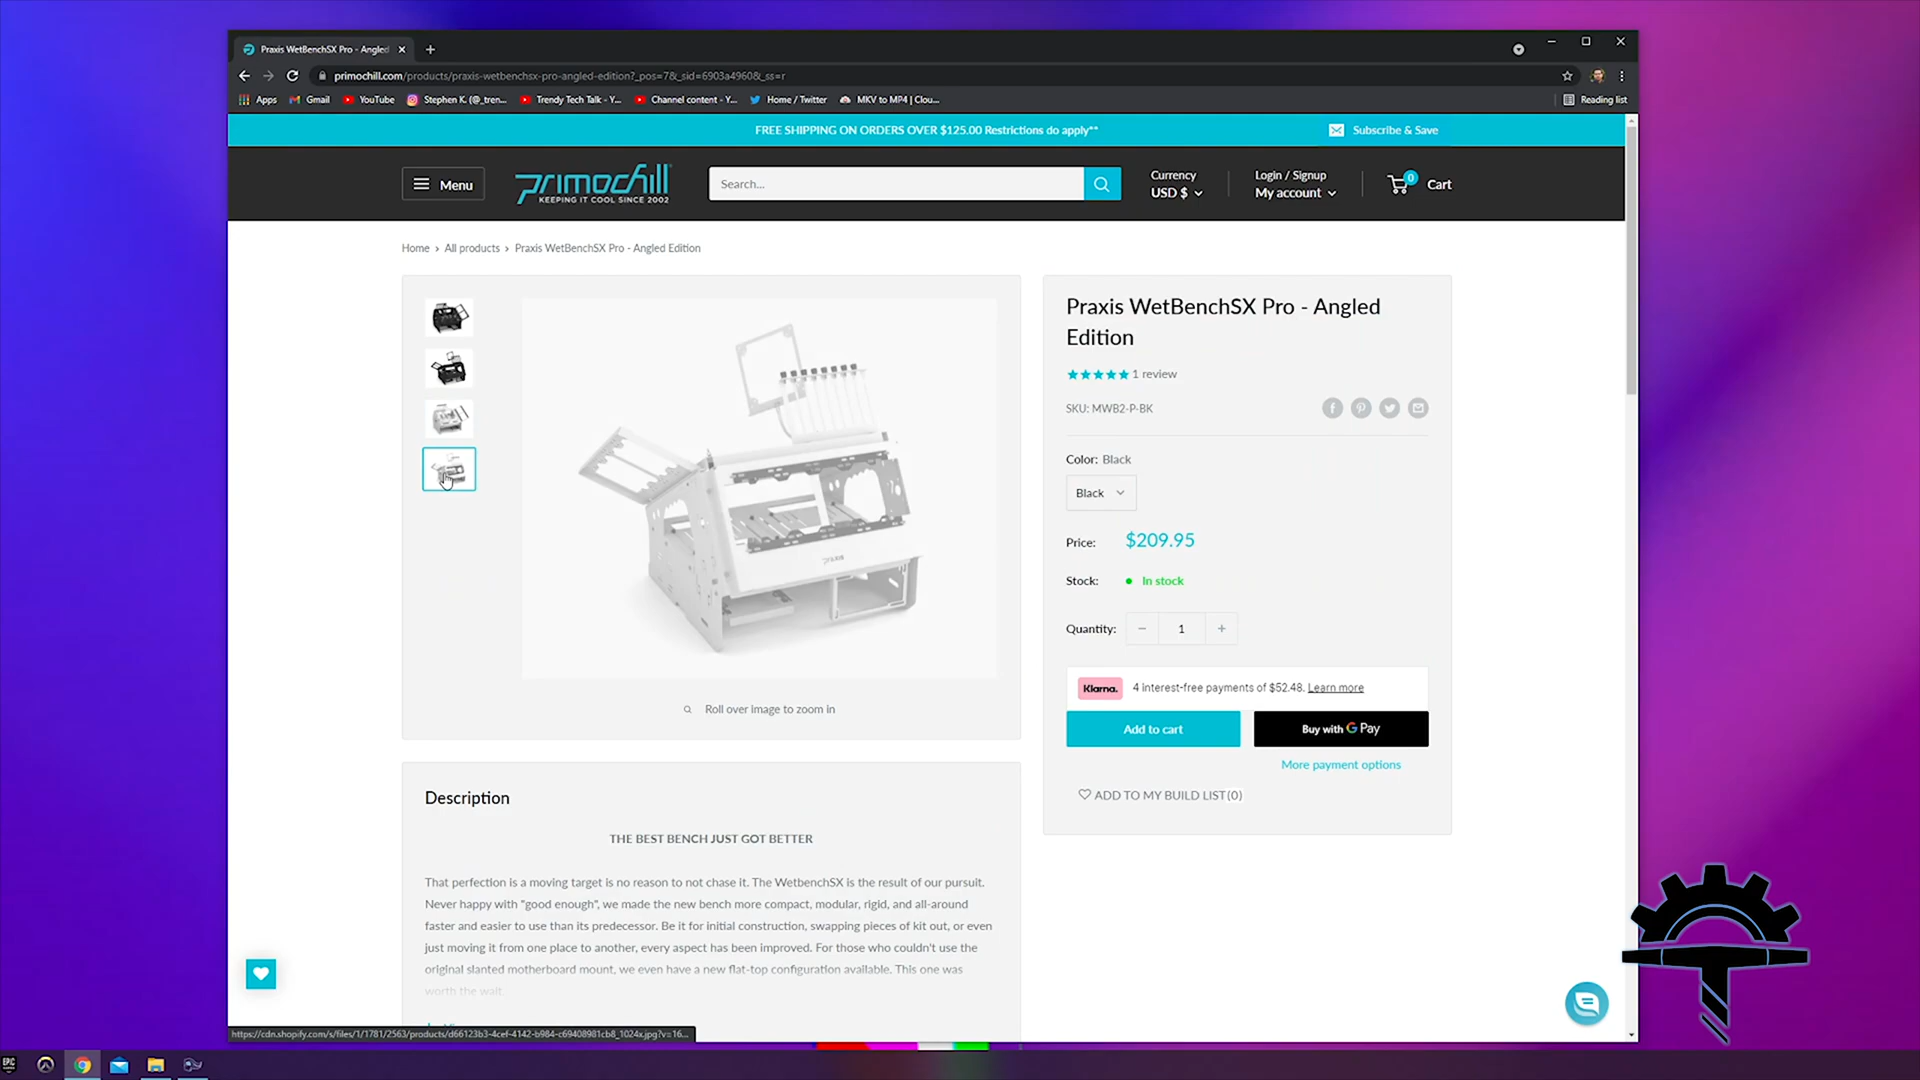 Praxis WetBenchSX Pro - Angled
primochill.com/products/praxis-wetbenchsx-pro-angled-edition?_pos=7&_sid=6903a4960&_ss=r
Apps Gmail YouTube Stephen K. (@_tren... Trendy Tech Talk - Y... Channel content - Y... Home / Twitter MKV to MP4 | Clou... Reading list
FREE SHIPPING ON ORDERS OVER $125.00 Restrictions do apply** Subscribe & Save
Menu
primochill
KEEPING IT COOL SINCE 2002
Search...
Currency
USD $
Login / Signup
My account
0
Cart
Home › All products › Praxis WetBenchSX Pro - Angled Edition
Praxis WetBenchSX Pro - Angled
Edition
1 review
SKU: MWB2-P-BK
Color: Black
Black
Price: $209.95
Stock: In stock
Quantity: − 1 +
Klarna. 4 interest-free payments of $52.48. Learn more
Add to cart
Buy with G Pay
More payment options
ADD TO MY BUILD LIST(0)
PRAXIS
Roll over image to zoom in
Description
THE BEST BENCH JUST GOT BETTER
That perfection is a moving target is no reason to not chase it. The WetbenchSX is the result of our pursuit.
Never happy with "good enough", we made the new bench more compact, modular, rigid, and all-around
faster and easier to use than its predecessor. Be it for initial construction, swapping pieces of kit out, or even
just moving it from one place to another, every aspect has been improved. For those who couldn't use the
original slanted motherboard mount, we even have a new flat-top configuration available. This one was
worth the wait.
https://cdn.shopify.com/s/files/1/1781/2563/products/d66123b3-4cef-4142-b984-c69408981cb8_1024x.jpg?v=16...
EPIC